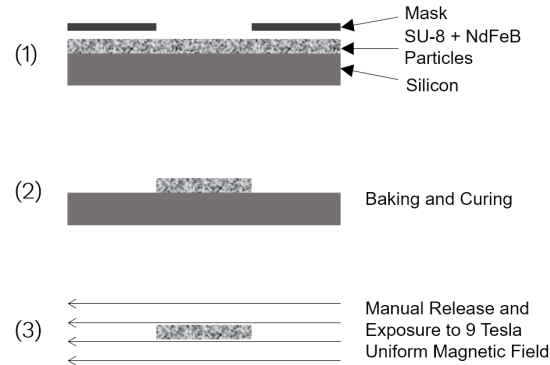 (1)
Mask
SU-8 + NdFeB
Particles
Silicon
(2)
Baking and Curing
(3)
Manual Release and
Exposure to 9 Tesla
Uniform Magnetic Field